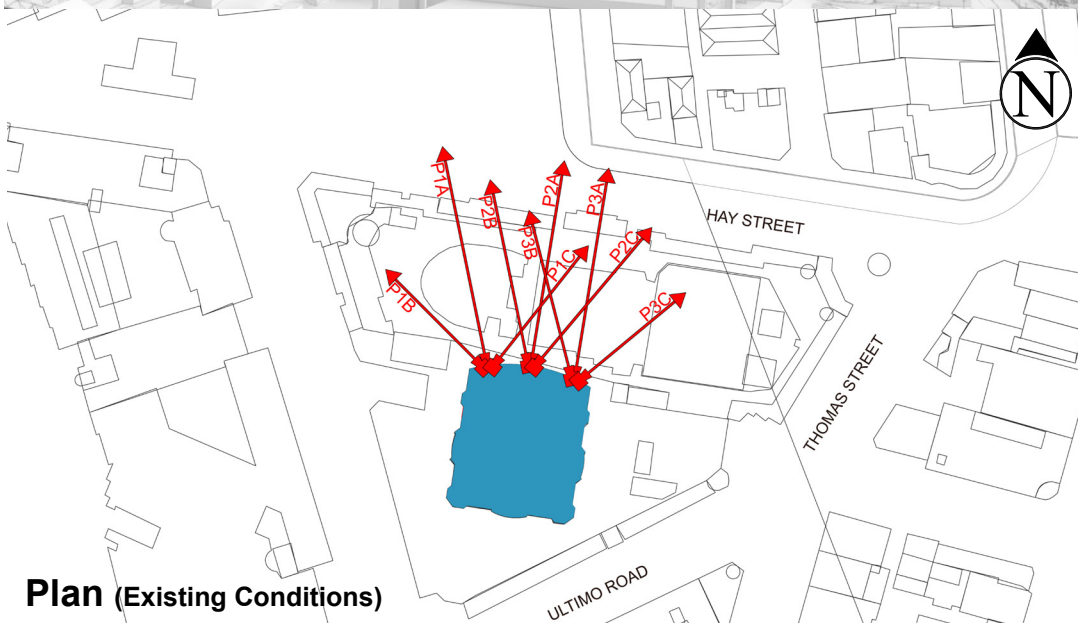 N
P1A
P2B
P2A
P3A
P3B
P1C
P2C
P1B
P3C
HAY STREET
THOMAS STREET
ULTIMO ROAD
Plan (Existing Conditions)